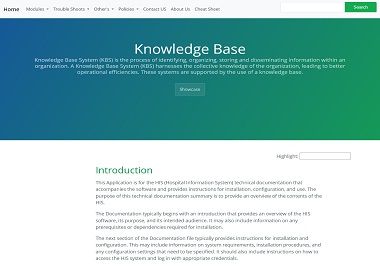 Home Modules Trouble Shoots Other's Policies Contact US About Us Cheat Sheet Search
Knowledge Base
Knowledge Base System (KBS) is the process of identifying, organizing, storing and disseminating information within an
organization. A Knowledge Base System (KBS) harnesses the collective knowledge of the organization, leading to better
operational efficiencies. These systems are supported by the use of a knowledge base.
Showcase
Highlight:
Introduction
This Application is for the HIS (Hospital Information System) technical documentation that
accompanies the software and provides instructions for installation, configuration, and use. The
purpose of this technical documentation summary is to provide an overview of the contents of the
HIS.
The Documentation typically begins with an introduction that provides an overview of the HIS
software, its purpose, and its intended audience. It may also include information on any
prerequisites or dependencies required for installation.
The next section of the Documentation file typically provides instructions for installation and
configuration. This may include information on system requirements, installation procedures, and
any configuration settings that need to be specified. It should also include instructions on how to
access the HIS system and log in with appropriate credentials.